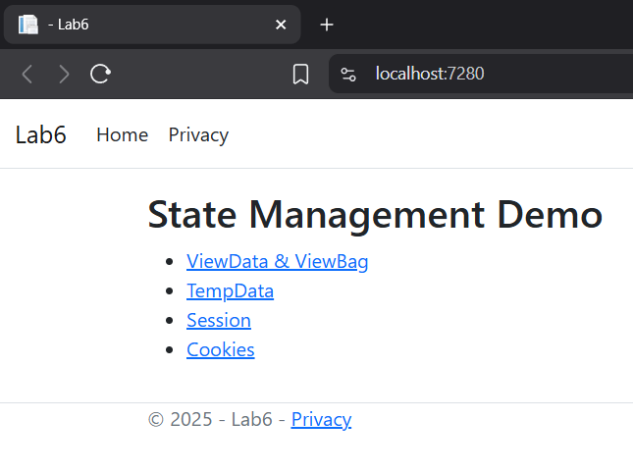 - Lab6
localhost:7280
Lab6 Home Privacy
State Management Demo
ViewData & ViewBag
TempData
Session
Cookies
© 2025 - Lab6 - Privacy